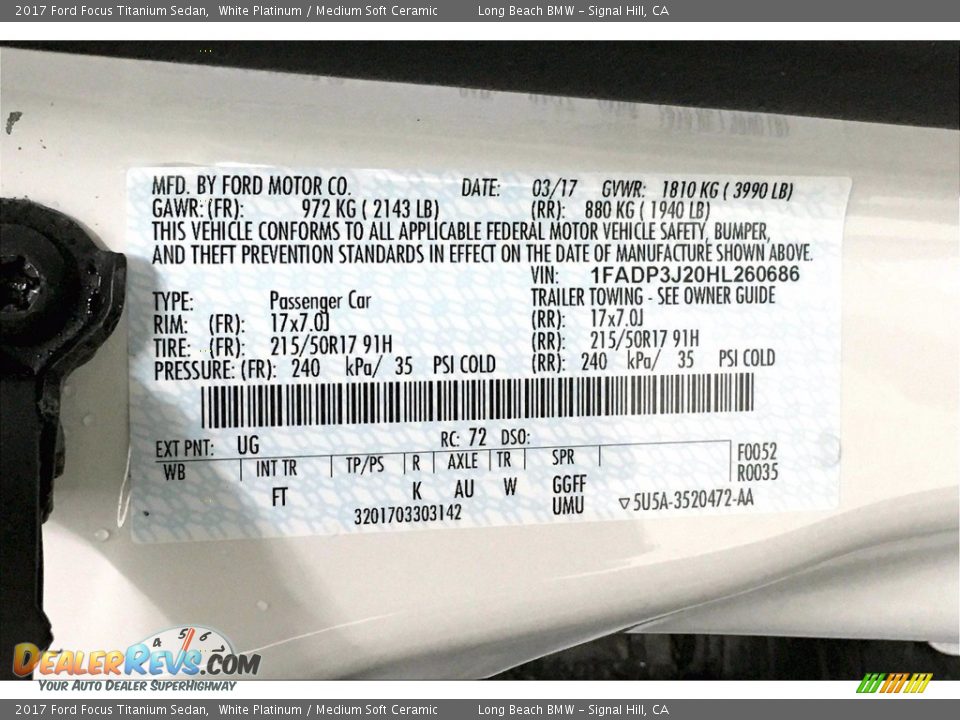 2017 Ford Focus Titanium Sedan, White Platinum / Medium Soft Ceramic Long Beach BMW - Signal Hill, CA
MFD. BY FORD MOTOR CO. DATE: 03/17 GVWR: 1810 KG ( 3990 LB)
GAWR: (FR): 972 KG ( 2143 LB) (RR): 880 KG ( 1940 LB)
THIS VEHICLE CONFORMS TO ALL APPLICABLE FEDERAL MOTOR VEHICLE SAFETY, BUMPER,
AND THEFT PREVENTION STANDARDS IN EFFECT ON THE DATE OF MANUFACTURE SHOWN ABOVE.
VIN: 1FADP3J20HL260686
TYPE: Passenger Car TRAILER TOWING - SEE OWNER GUIDE
RIM: (FR): 17x7.0J (RR): 17x7.0J
TIRE: (FR): 215/50R17 91H (RR): 215/50R17 91H
PRESSURE: (FR): 240 kPa/ 35 PSI COLD (RR): 240 kPa/ 35 PSI COLD
EXT PNT: UG RC: 72 DSO:
WB INT TR TP/PS R AXLE TR SPR F0052
R0035
FT K AU W GGFF
3201703303142 UMU ▽5U5A-3520472-AA
4 5 6
DEALERREVS.COM
YOUR AUTO DEALER SUPERHIGHWAY
2017 Ford Focus Titanium Sedan, White Platinum / Medium Soft Ceramic Long Beach BMW - Signal Hill, CA